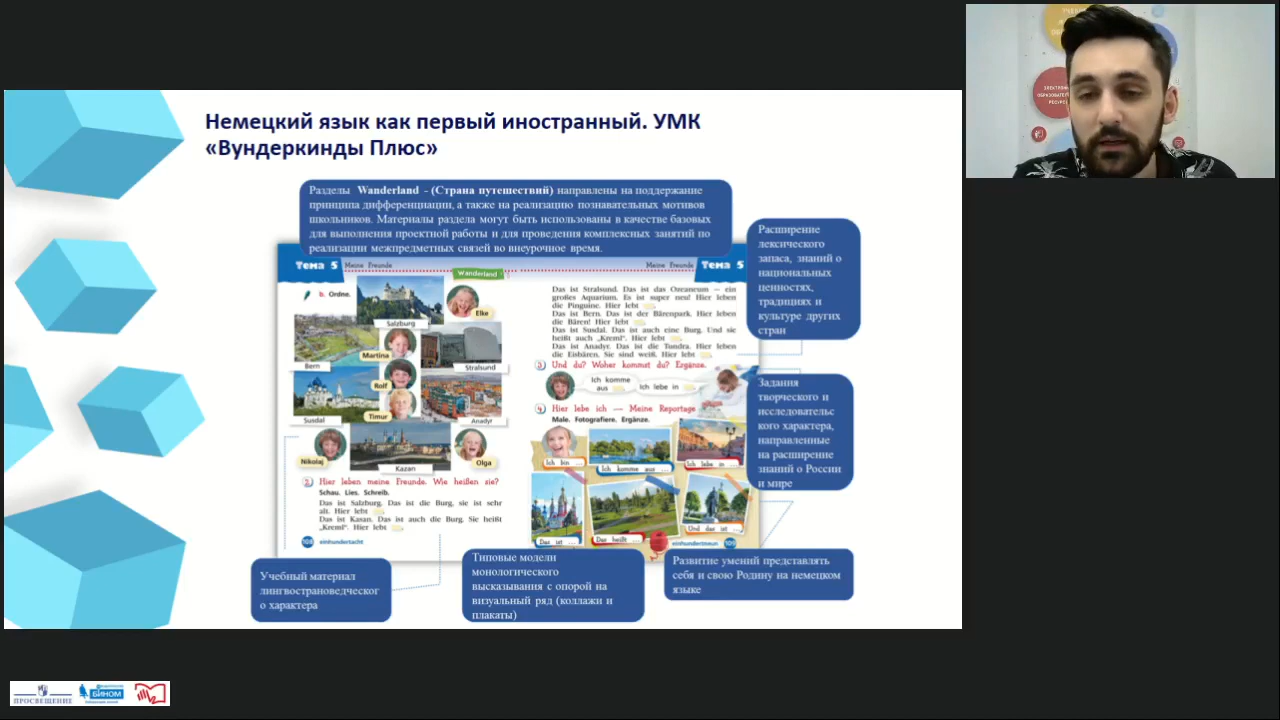 Немецкий язык как первый иностранный. УМК
«Вундеркинды Плюс»
Разделы Wanderland - (Страна путешествий) направлены на поддержание
принципа дифференциации, а также на реализацию познавательных мотивов
школьников. Материалы раздела могут быть использованы в качестве базовых
для выполнения проектной работы и для проведения комплексных занятий по
реализации межпредметных связей во внеурочное время.
Расширение
лексического
запаса, знаний о
национальных
ценностях,
традициях и
культуре других
стран
Задания
творческого и
исследовательс
кого характера,
направленные
на расширение
знаний о России
и мире
Тема 5 Meine Freunde
Wanderland
Meine Freunde Тема 5
b. Ordne.
Salzburg
Elke
Martina
Bern
Stralsund
Rolf
Timur
Susdal
Anadyr
Nikolaj
Kazan
Olga
2 Hier leben meine Freunde. Wie heißen sie?
Schau. Lies. Schreib.
Das ist Salzburg. Das ist die Burg, sie ist sehr
alt. Hier lebt
Das ist Kasan. Das ist auch die Burg. Sie heißt
„Kreml“. Hier lebt
108 einhundertacht
Das ist Stralsund. Das ist das Ozeaneum — ein
großes Aquarium. Es ist super neu! Hier leben
die Pinguine. Hier lebt
Das ist Bern. Das ist der Bärenpark. Hier leben
die Bären! Hier lebt
Das ist Susdal. Das ist auch eine Burg. Und sie
heißt auch „Kreml“. Hier lebt
Das ist Anadyr. Das ist die Tundra. Hier leben
die Eisbären. Sie sind weiß. Hier lebt
3 Und du? Woher kommst du? Ergänze.
Ich komme
aus
Ich lebe in
4 Hier lebe ich — Meine Reportage
Male. Fotografiere. Ergänze.
Ich bin ...
Ich komme aus ...
Ich lebe in ...
Das ist ...
Das heißt ...
Und das ist ...
einhundertneun 109
Учебный материал
лингвострановедческог
о характера
Типовые модели
монологического
высказывания с опорой на
визуальный ряд (коллажи и
плакаты)
Развитие умений представлять
себя и свою Родину на немецком
языке
ПРОСВЕЩЕНИЕ
БИНОМ